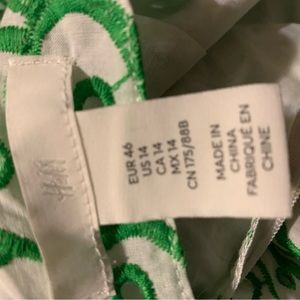 H&M
EUR 46
US 14
CA 14
MX 14
CN 175/88B
MADE IN
CHINA
FABRIQUÉ EN
CHINE